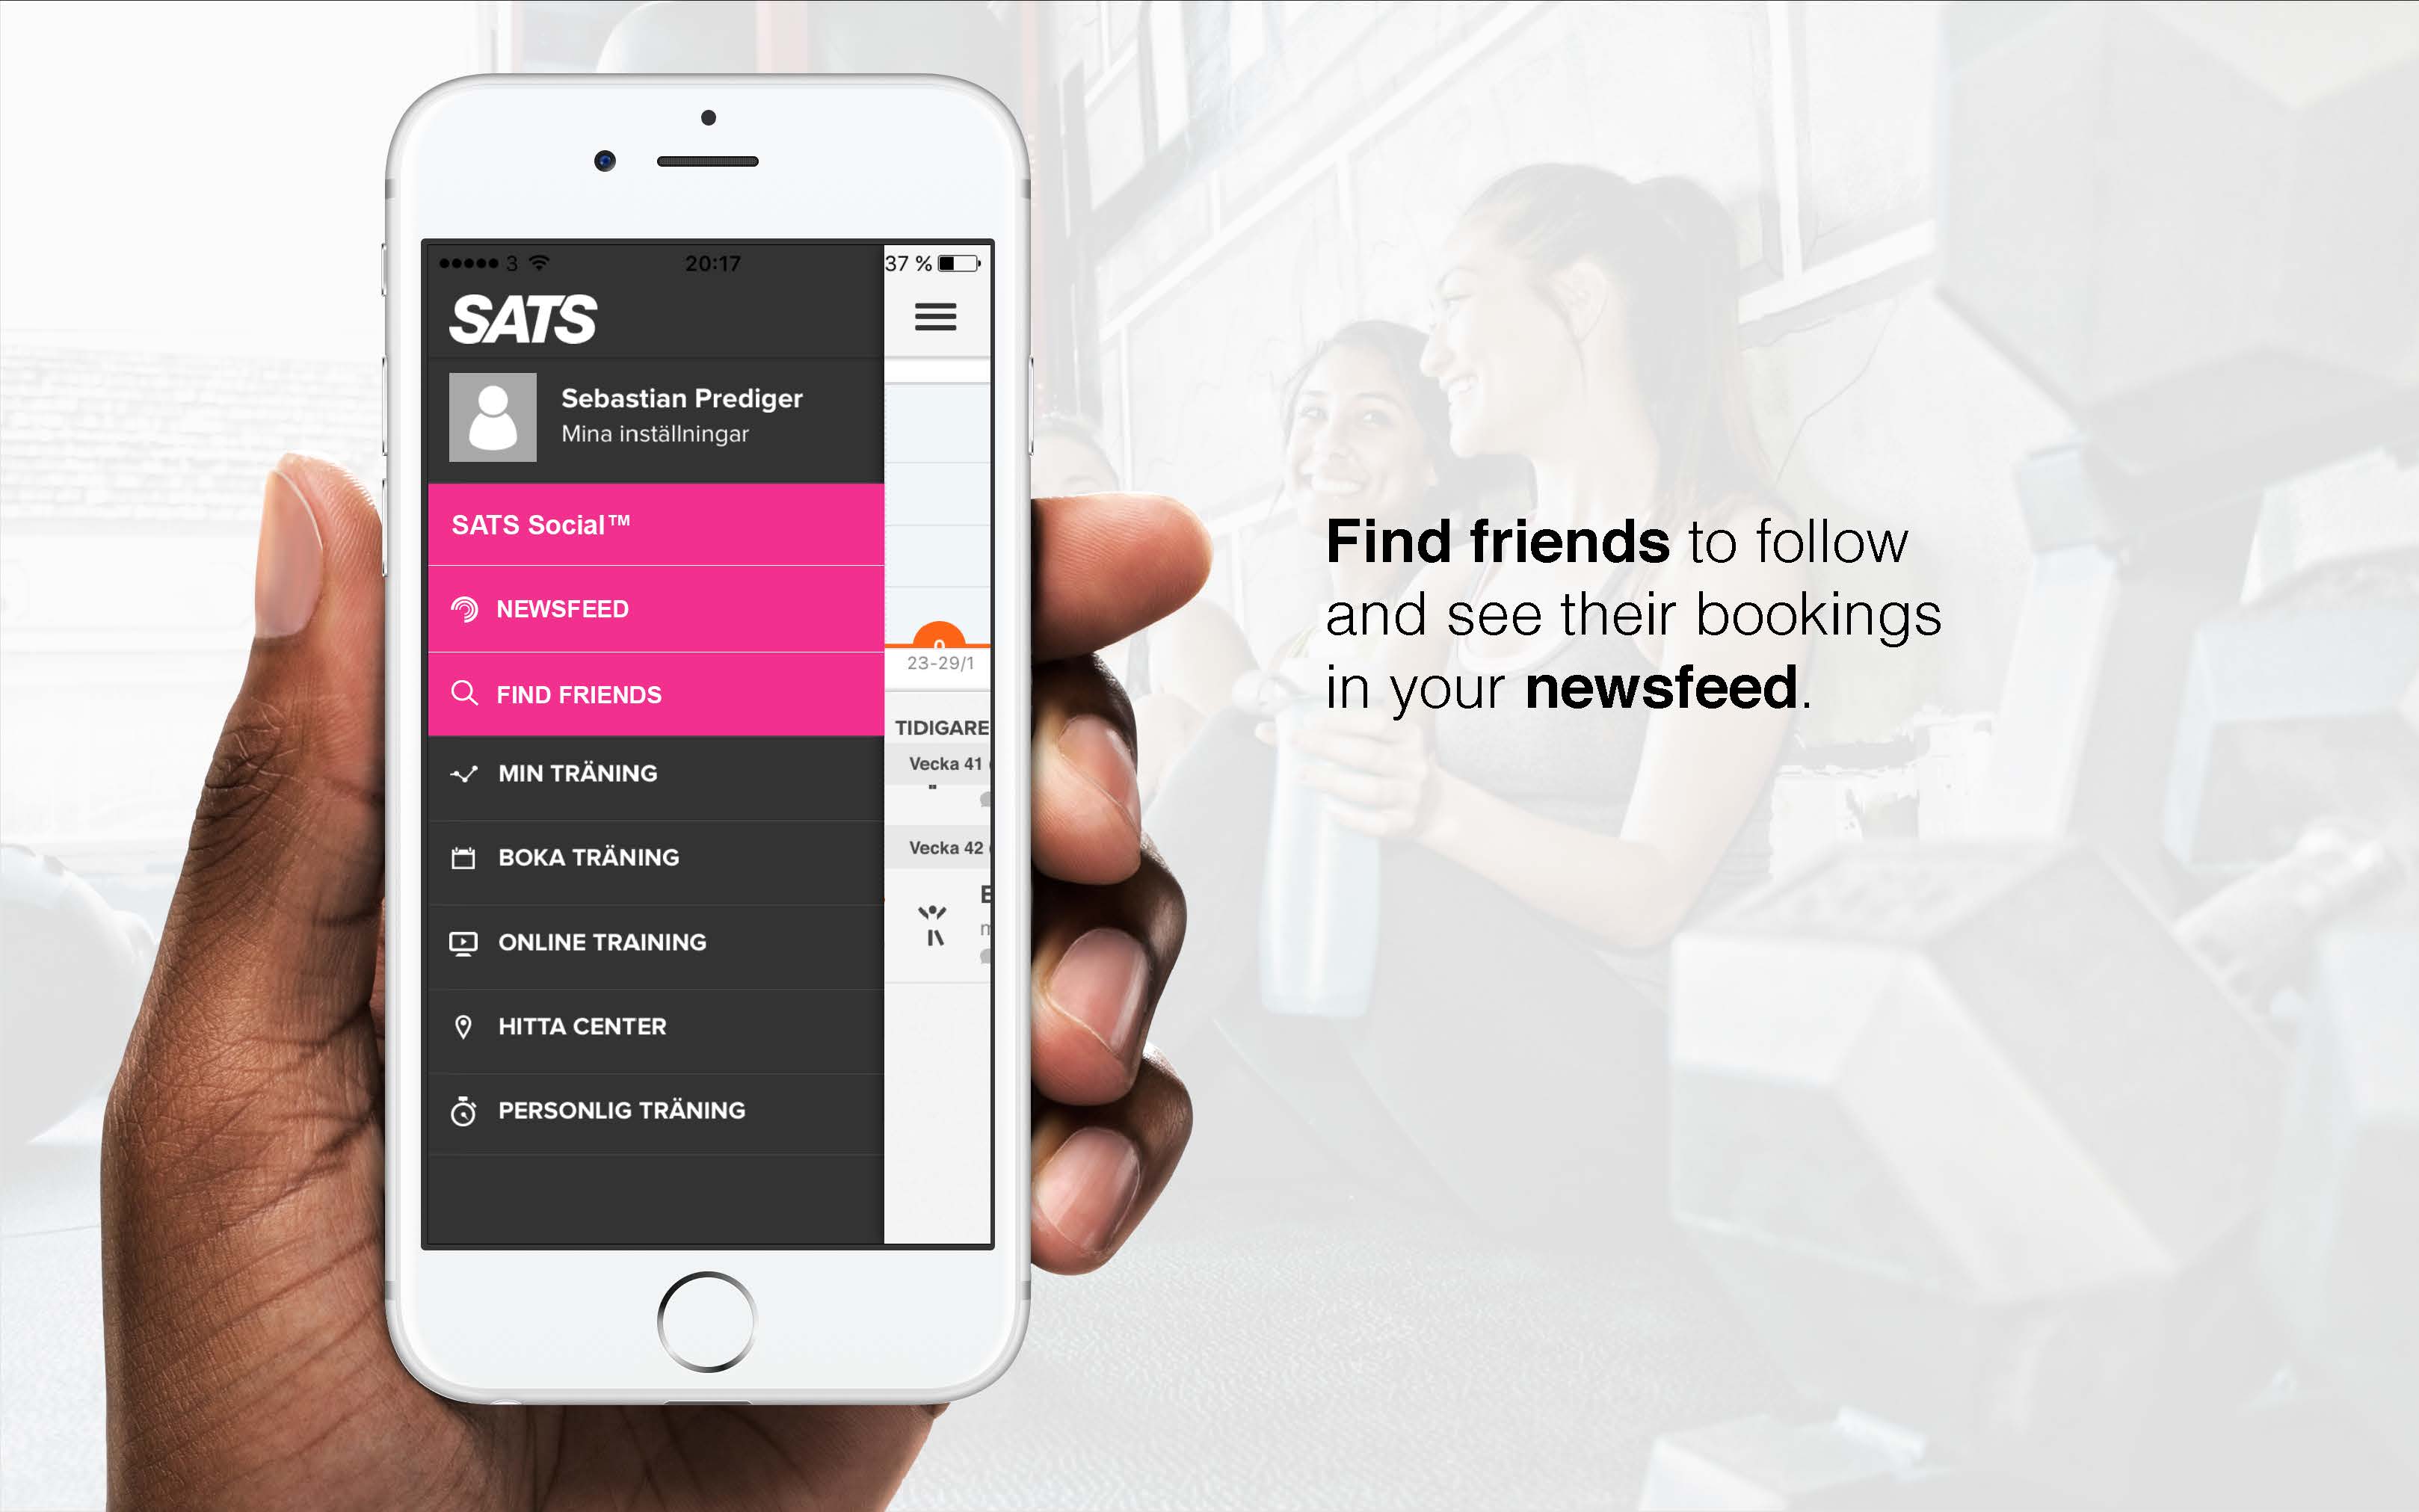 3
20:17
37 %
SATS
Sebastian Prediger
Mina inställningar
SATS Social™
NEWSFEED
FIND FRIENDS
MIN TRÄNING
BOKA TRÄNING
ONLINE TRAINING
HITTA CENTER
PERSONLIG TRÄNING
23-29/1
TIDIGARE
Vecka 41
Vecka 42
Find friends to follow
and see their bookings
in your newsfeed.